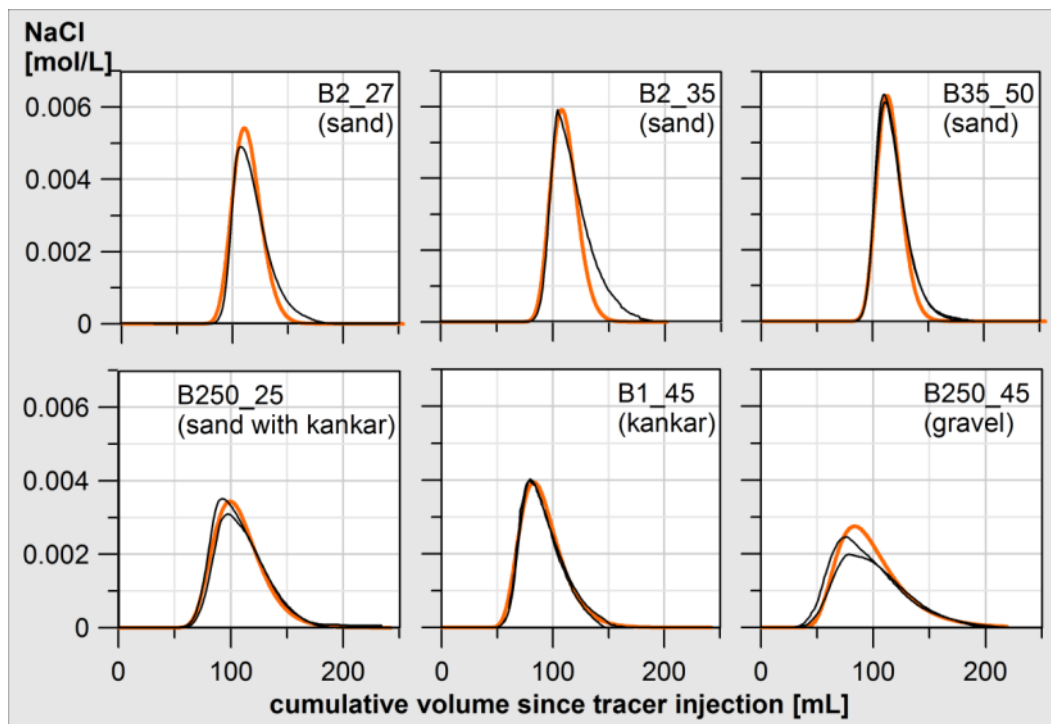 NaCl
[mol/L]
B2_27
(sand)
B2_35
(sand)
B35_50
(sand)
0.006
0.004
0.002
0
B250_25
(sand with kankar)
B1_45
(kankar)
B250_45
(gravel)
0.006
0.004
0.002
0
0 100 200 0 100 200 0 100 200
cumulative volume since tracer injection [mL]